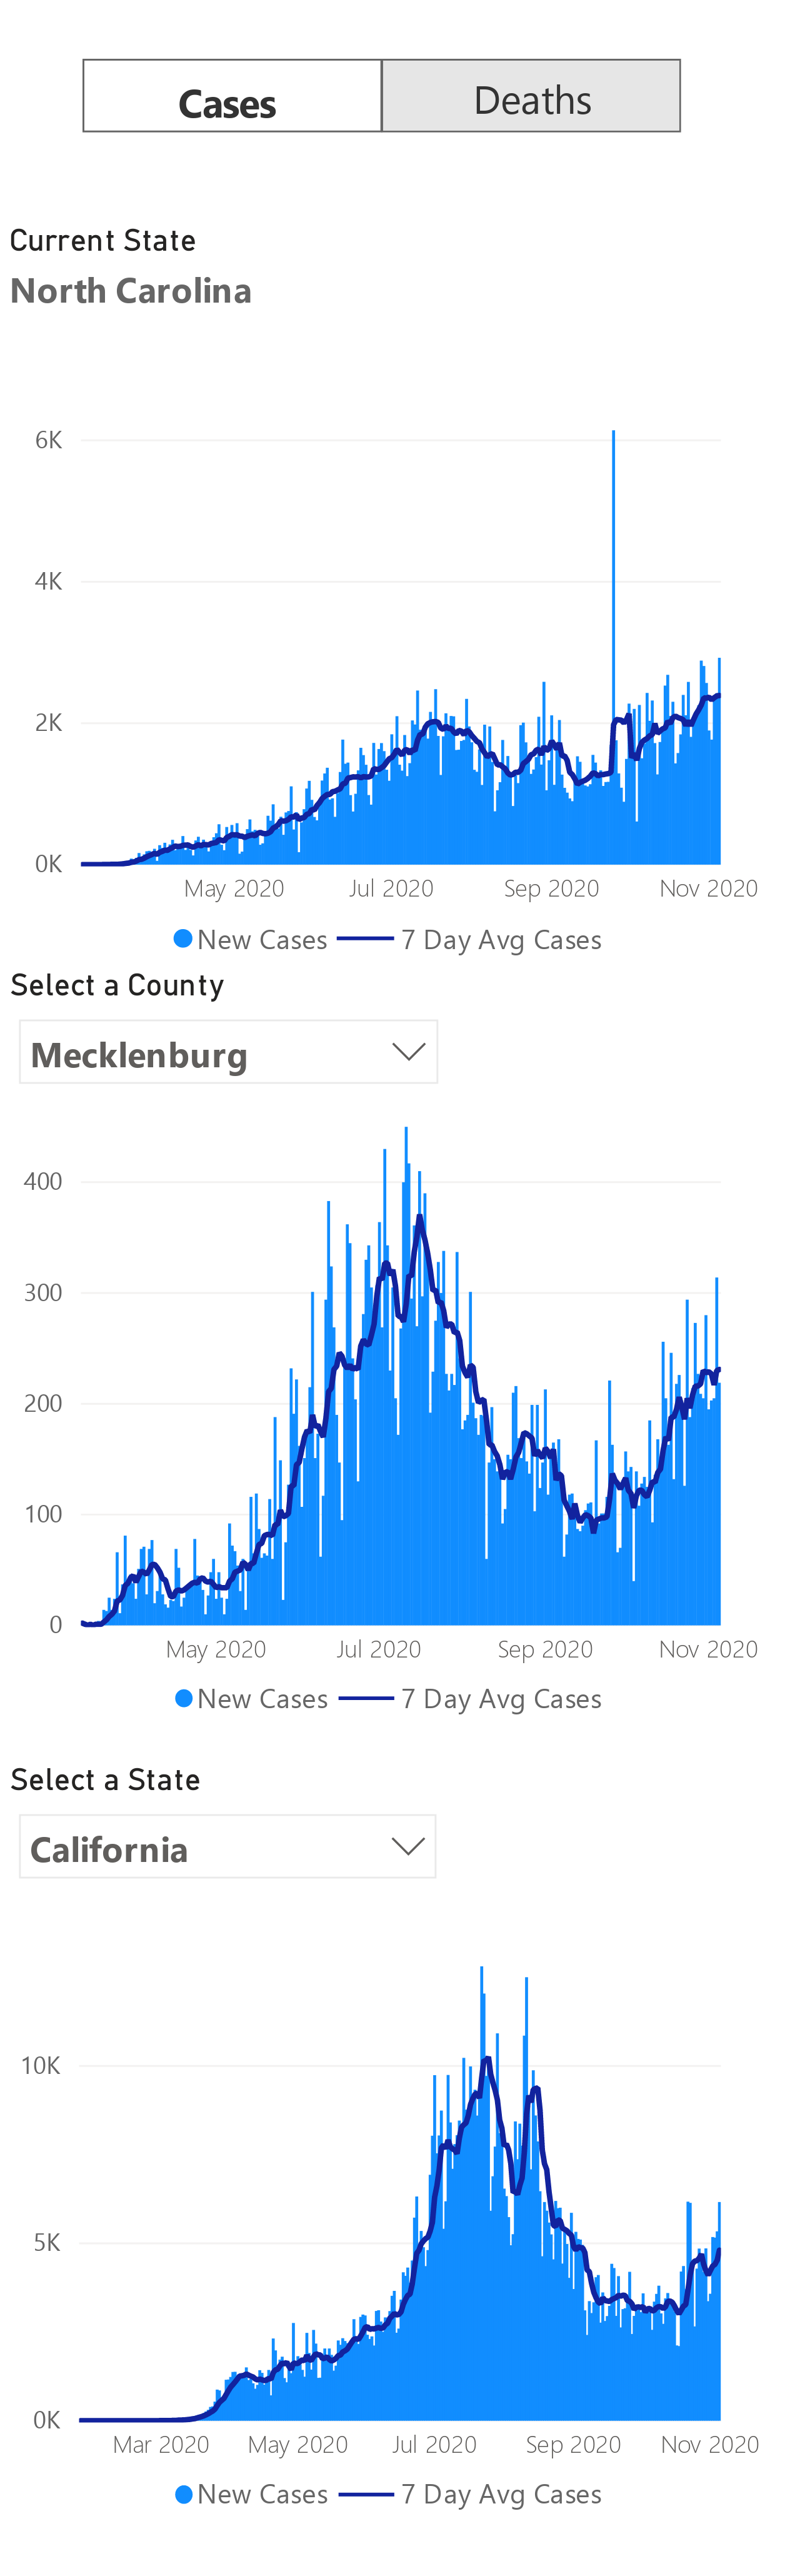 Cases Deaths
Current State
North Carolina
6K
4K
2K
0K
May 2020 Jul 2020 Sep 2020 Nov 2020
New Cases 7 Day Avg Cases
Select a County
Mecklenburg
400
300
200
100
0
May 2020 Jul 2020 Sep 2020 Nov 2020
New Cases 7 Day Avg Cases
Select a State
California
10K
5K
0K
Mar 2020 May 2020 Jul 2020 Sep 2020 Nov 2020
New Cases 7 Day Avg Cases